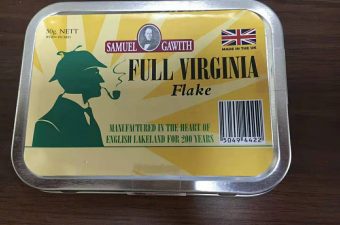 50g. NETT
SAMUEL
GAWITH
MADE IN THE UK
FULL VIRGINIA
Flake
MANUFACTURED IN THE HEART OF
ENGLISH LAKELAND FOR 200 YEARS